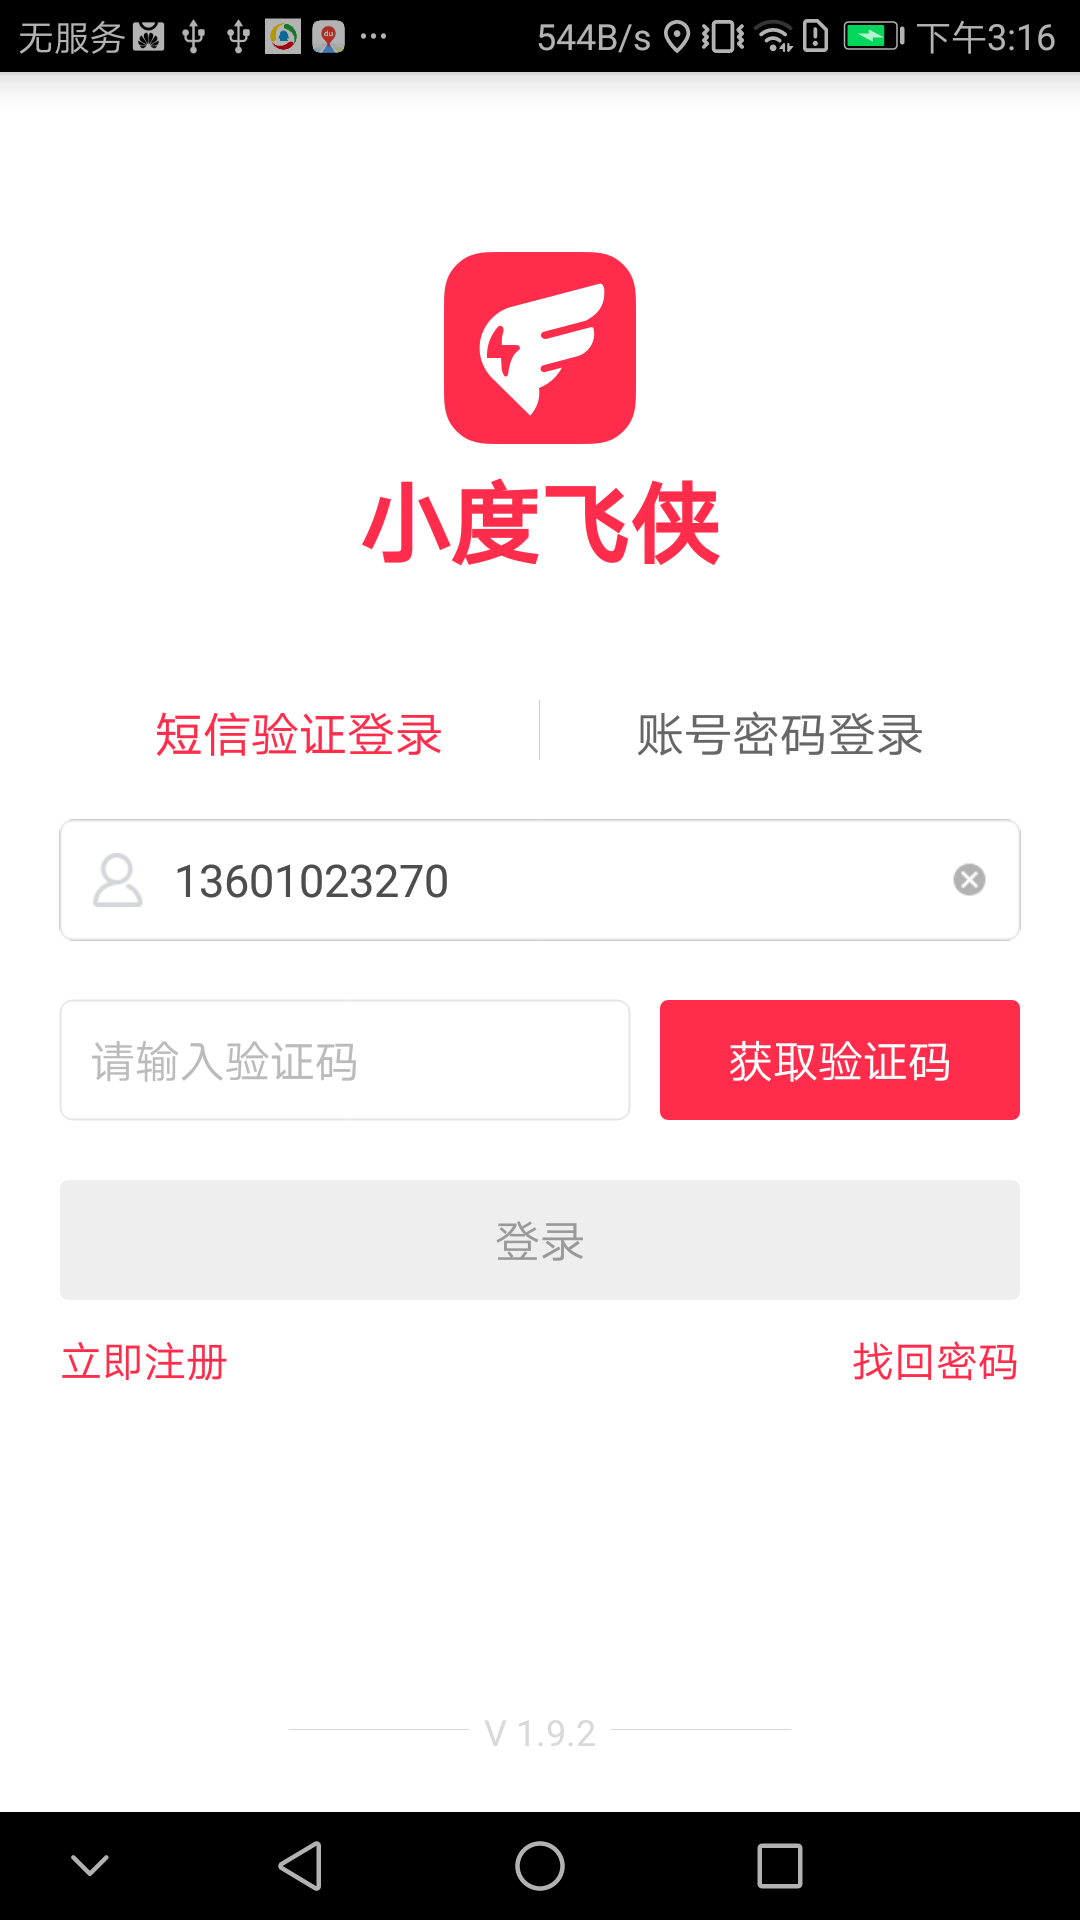 无服务 544B/s 下午3:16
小度飞侠
短信验证登录 账号密码登录
13601023270
请输入验证码 获取验证码
登录
立即注册 找回密码
V 1.9.2